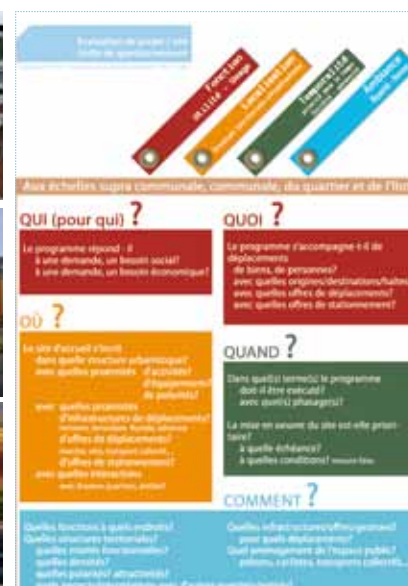 Evaluation de projet / site
Grille de questionnement
Fonction
Utilité - Usage
Localisation
Temporalité
Ambiance
Aux échelles supra communale, communale, du quartier et de l'îlot
QUI (pour qui) ?
Le programme répond - il
à une demande, un besoin social?
à une demande, un besoin économique?
QUOI ?
Le programme s'accompagne-t-il de
déplacements
de biens, de personnes?
avec quelles origines/destinations/haltes
avec quelles offres de déplacements?
avec quelles offres de stationnement?
OÙ ?
Le site d'accueil s'inscrit
dans quelle structure urbanistique?
avec quelles proximités d'activités?
d'équipements?
de polarités?
avec quelles proximités
d'infrastructures de déplacements?
d'offres de déplacements?
d'offres de stationnement?
avec quelles interactions
QUAND ?
Dans quel(s) terme(s) le programme
doit-il être exécuté?
avec quel(s) phasage(s)?
La mise en oeuvre du site est-elle priori-
taire?
à quelle échéance?
à quelles conditions?
COMMENT ?
Quelles fonctions à quels endroits?
Quelles structures territoriales?
quelles mixités fonctionnelles?
quelles densités?
quelles polarités? attractivités?
Quelles infrastructures/offres/gestions?
pour quels déplacements?
Quel aménagement de l'espace public?
piétons, cyclistes, transports collectifs...